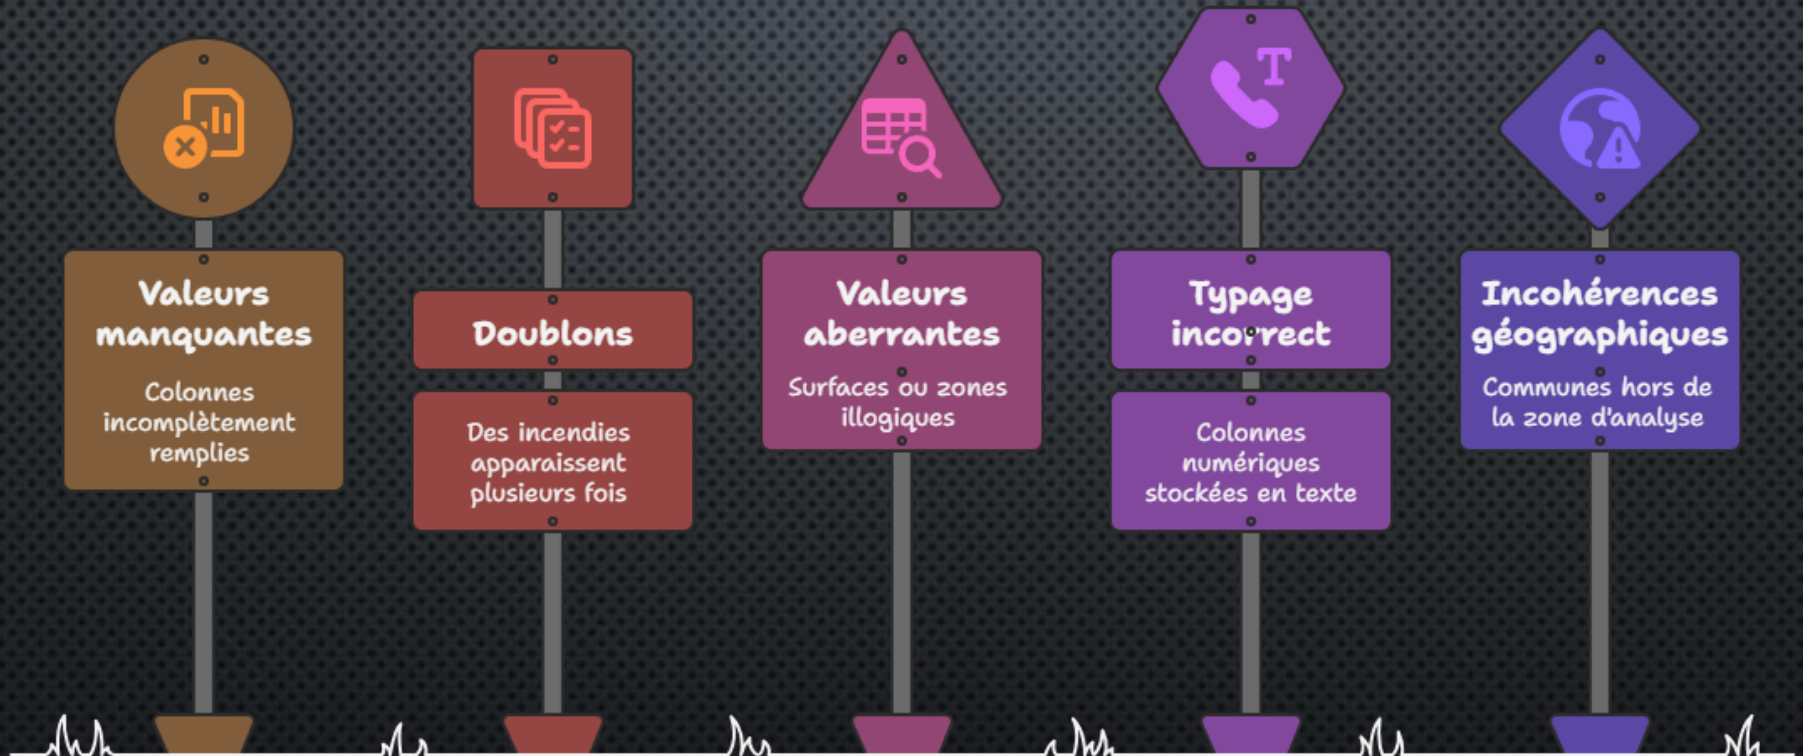 Valeurs
manquantes
Colonnes
incomplètement
remplies
Doublons
Des incendies
apparaissent
plusieurs fois
Valeurs
aberrantes
Surfaces ou zones
illogiques
T
Typage
incorrect
Colonnes
numériques
stockées en texte
Incohérences
géographiques
Communes hors de
la zone d'analyse